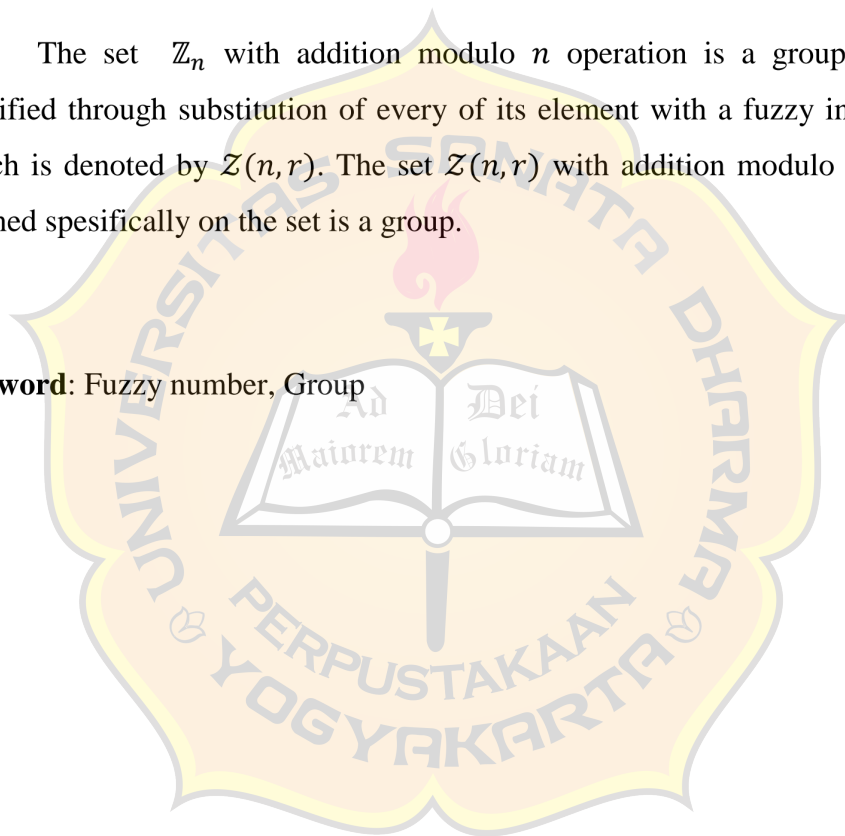 The set ℤₙ with addition modulo n operation is a group
ified through substitution of every of its element with a fuzzy in
ch is denoted by 𝒵(n, r). The set 𝒵(n, r) with addition modulo
ned spesifically on the set is a group.
word: Fuzzy number, Group
UNIVERSITAS SANATA DHARMA
Ad Dei
Maiorem Gloriam
PERPUSTAKAAN
YOGYAKARTA